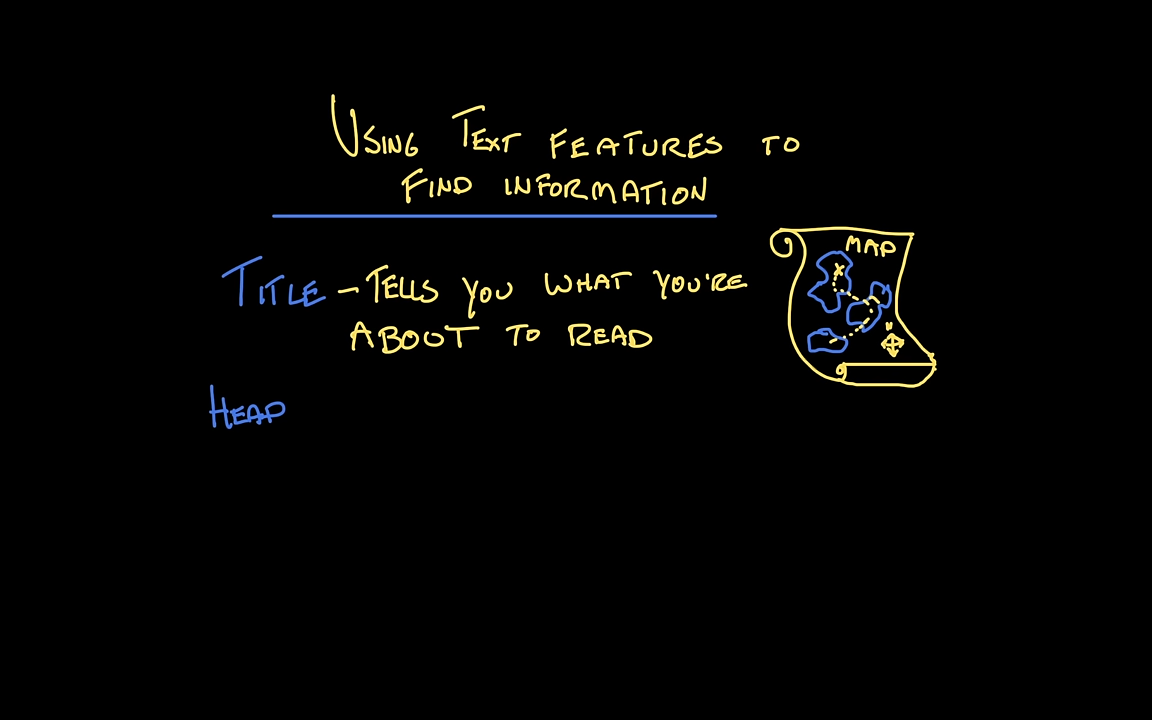 USING TEXT FEATURES TO
FIND INFORMATION
TITLE - TELLS YOU WHAT YOU'RE
ABOUT TO READ
MAP
HEAD